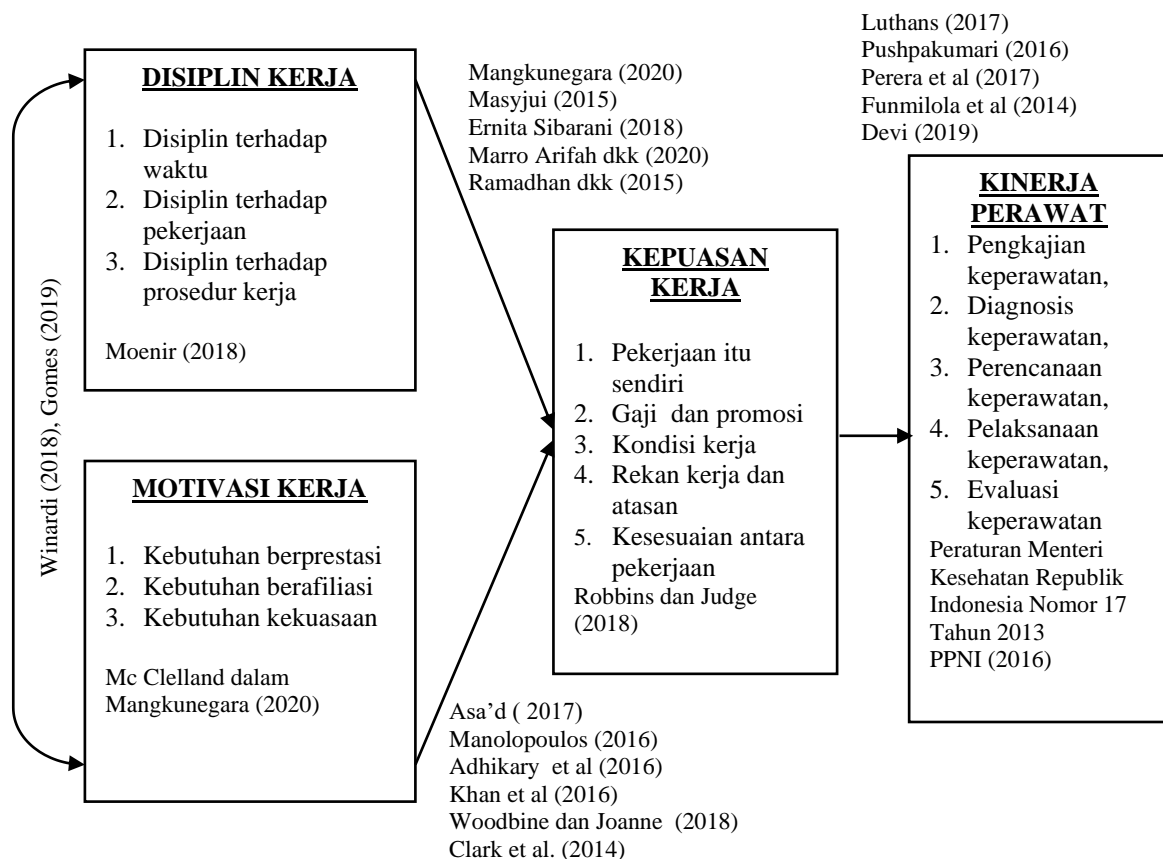 Winardi (2018), Gomes (2019)
DISIPLIN KERJA
1. Disiplin terhadap
waktu
2. Disiplin terhadap
pekerjaan
3. Disiplin terhadap
prosedur kerja
Moenir (2018)
MOTIVASI KERJA
1. Kebutuhan berprestasi
2. Kebutuhan berafiliasi
3. Kebutuhan kekuasaan
Mc Clelland dalam
Mangkunegara (2020)
Mangkunegara (2020)
Masyjui (2015)
Ernita Sibarani (2018)
Marro Arifah dkk (2020)
Ramadhan dkk (2015)
Asa’d ( 2017)
Manolopoulos (2016)
Adhikary et al (2016)
Khan et al (2016)
Woodbine dan Joanne (2018)
Clark et al. (2014)
KEPUASAN
KERJA
1. Pekerjaan itu
sendiri
2. Gaji dan promosi
3. Kondisi kerja
4. Rekan kerja dan
atasan
5. Kesesuaian antara
pekerjaan
Robbins dan Judge
(2018)
Luthans (2017)
Pushpakumari (2016)
Perera et al (2017)
Funmilola et al (2014)
Devi (2019)
KINERJA
PERAWAT
1. Pengkajian
keperawatan,
2. Diagnosis
keperawatan,
3. Perencanaan
keperawatan,
4. Pelaksanaan
keperawatan,
5. Evaluasi
keperawatan
Peraturan Menteri
Kesehatan Republik
Indonesia Nomor 17
Tahun 2013
PPNI (2016)